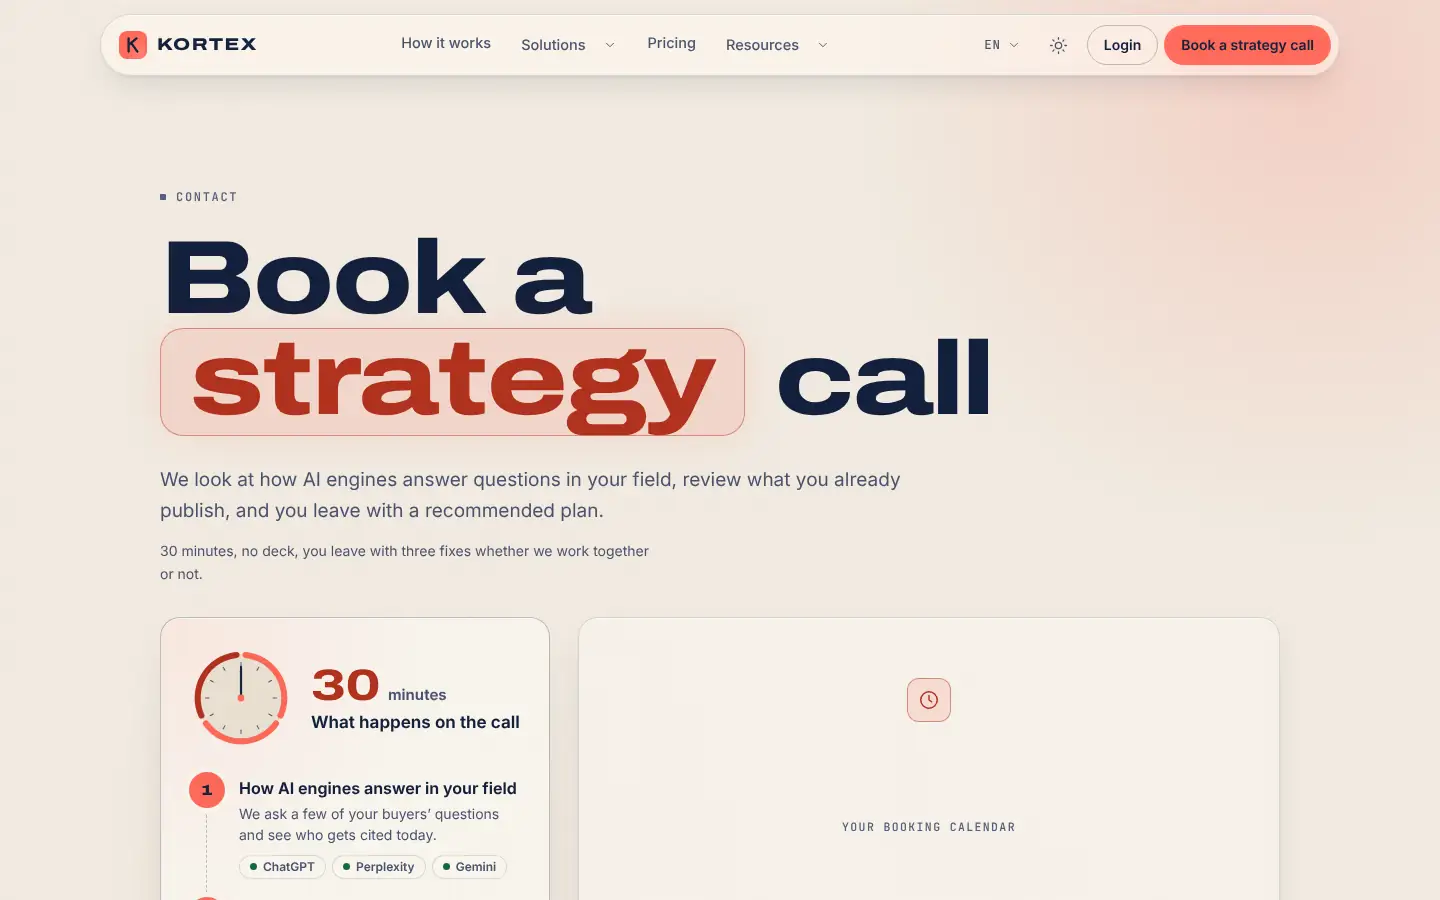 KORTEX
How it works
Solutions
Pricing
Resources
EN
Login
Book a strategy call
CONTACT
Book a
strategy call
We look at how AI engines answer questions in your field, review what you already
publish, and you leave with a recommended plan.
30 minutes, no deck, you leave with three fixes whether we work together
or not.
30 minutes
What happens on the call
1
How AI engines answer in your field
We ask a few of your buyers’ questions
and see who gets cited today.
ChatGPT
Perplexity
Gemini
YOUR BOOKING CALENDAR